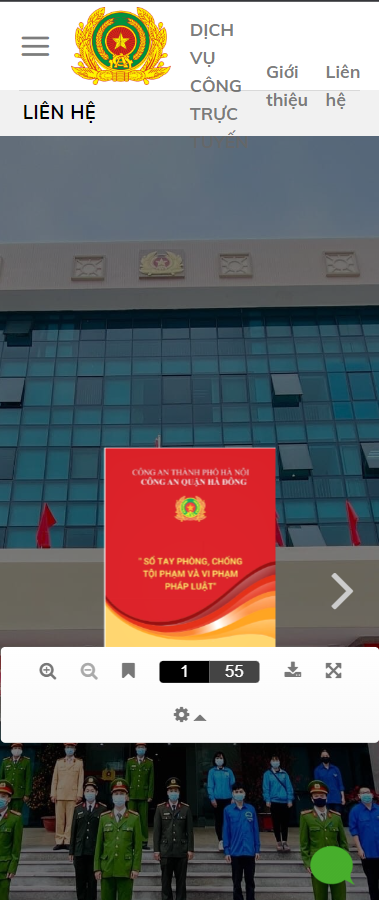 DỊCH
VỤ
CÔNG
TRỰC
Giới
thiệu
Liên
hệ
LIÊN HỆ
CÔNG AN THÀNH PHỐ HÀ NỘI
CÔNG AN QUẬN HÀ ĐÔNG
" SỔ TAY PHÒNG, CHỐNG
TỘI PHẠM VÀ VI PHẠM
PHÁP LUẬT"
1 55